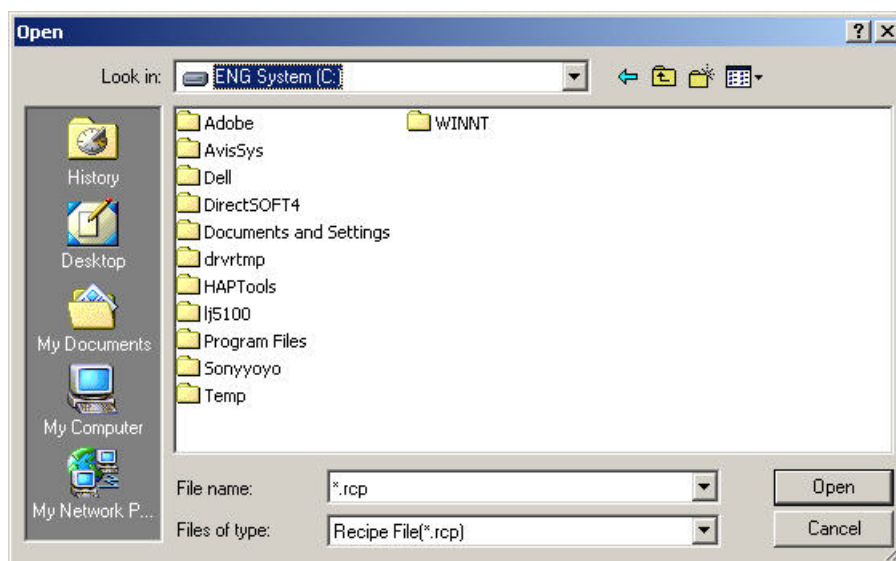 Open
Look in: ENG System (C:)
History
Desktop
My Documents
My Computer
My Network P...
Adobe
AvisSys
Dell
DirectSOFT4
Documents and Settings
drvrtmp
HAPTools
lj5100
Program Files
Sonyyoyo
Temp
WINNT
File name: *.rcp
Open
Files of type: Recipe File(*.rcp)
Cancel